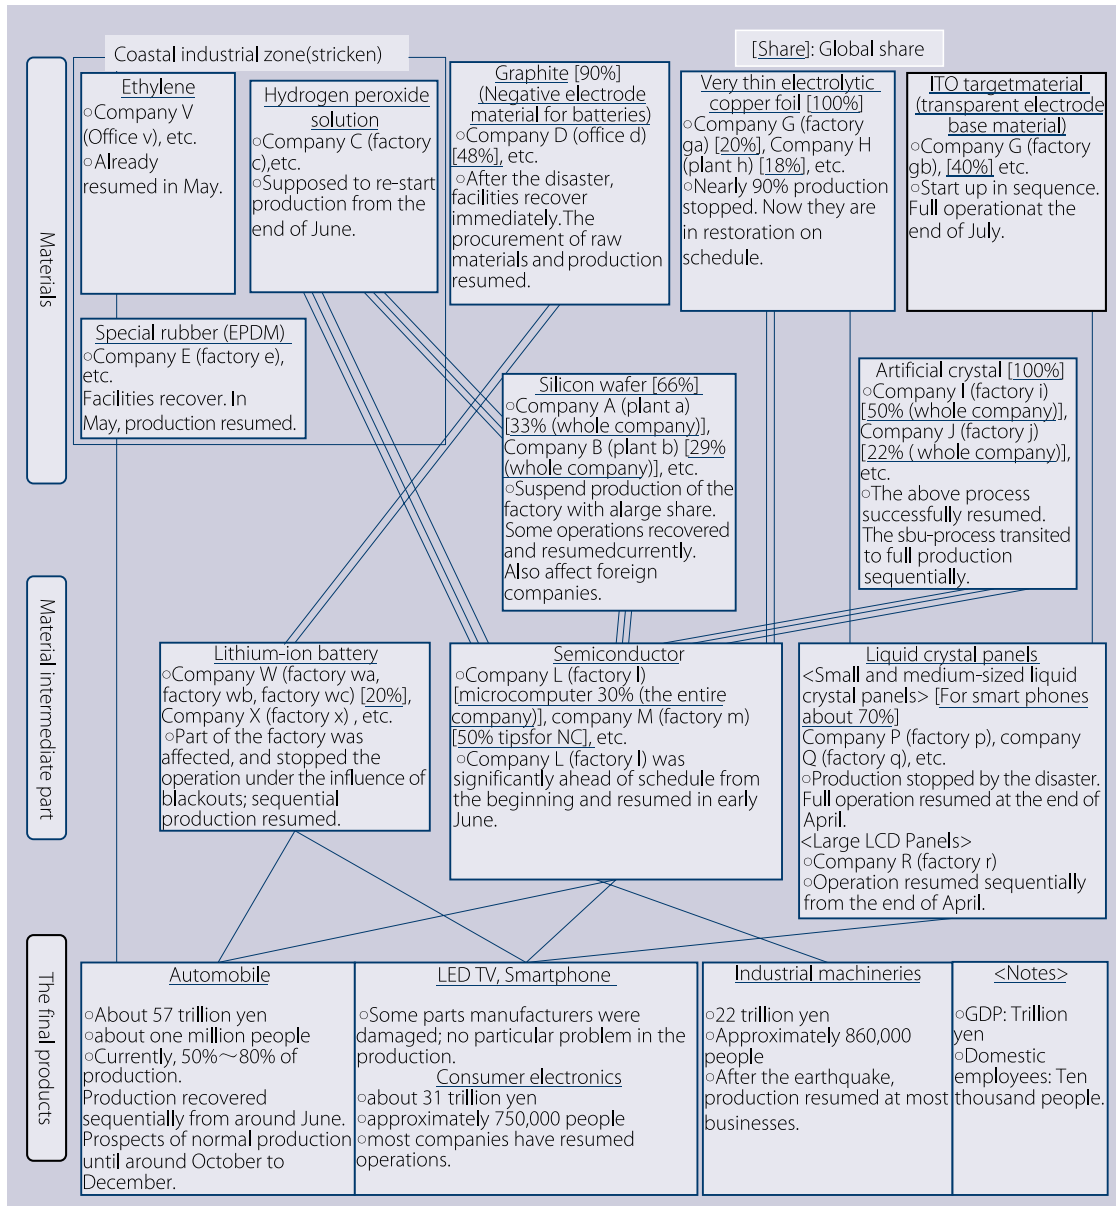 Coastal industrial zone(stricken)
[Share]: Global share
Materials
Ethylene
○Company V
(Office v), etc.
○Already
resumed in May.
Hydrogen peroxide
solution
○Company C (factory
c),etc.
○Supposed to re-start
production from the
end of June.
Graphite [90%]
(Negative electrode
material for batteries)
○Company D (office d)
[48%], etc.
○After the disaster,
facilities recover
immediately. The
procurement of raw
materials and production
resumed.
Very thin electrolytic
copper foil [100%]
○Company G (factory
ga) [20%], Company H
(plant h) [18%], etc.
○Nearly 90% production
stopped. Now they are
in restoration on
schedule.
ITO targetmaterial
(transparent electrode
base material)
○Company G (factory
gb), [40%] etc.
○Start up in sequence.
Full operationat the
end of July.
Special rubber (EPDM)
○Company E (factory e),
etc.
Facilities recover. In
May, production resumed.
Silicon wafer [66%]
○Company A (plant a)
[33% (whole company)],
Company B (plant b) [29%
(whole company)], etc.
○Suspend production of the
factory with alarge share.
Some operations recovered
and resumedcurrently.
Also affect foreign
companies.
Artificial crystal [100%]
○Company I (factory i)
[50% (whole company)],
Company J (factory j)
[22% ( whole company)],
etc.
○The above process
successfully resumed.
The sbu-process transited
to full production
sequentially.
Material intermediate part
Lithium-ion battery
○Company W (factory wa,
factory wb, factory wc) [20%],
Company X (factory x) , etc.
○Part of the factory was
affected, and stopped the
operation under the influence of
blackouts; sequential
production resumed.
Semiconductor
○Company L (factory l)
[microcomputer 30% (the entire
company)], company M (factory m)
[50% tipsfor NC], etc.
○Company L (factory l) was
significantly ahead of schedule from
the beginning and resumed in early
June.
Liquid crystal panels
<Small and medium-sized liquid
crystal panels> [For smart phones
about 70%]
Company P (factory p), company
Q (factory q), etc.
○Production stopped by the disaster.
Full operation resumed at the end of
April.
<Large LCD Panels>
○Company R (factory r)
○Operation resumed sequentially
from the end of April.
The final products
Automobile
○About 57 trillion yen
○about one million people
○Currently, 50%～80% of
production.
Production recovered
sequentially from around June.
Prospects of normal production
until around October to
December.
LED TV, Smartphone
○Some parts manufacturers were
damaged; no particular problem in the
production.
Consumer electronics
○about 31 trillion yen
○approximately 750,000 people
○most companies have resumed
operations.
Industrial machineries
○22 trillion yen
○Approximately 860,000
people
○After the earthquake,
production resumed at most
businesses.
<Notes>
○GDP: Trillion
yen
○Domestic
employees: Ten
thousand people.